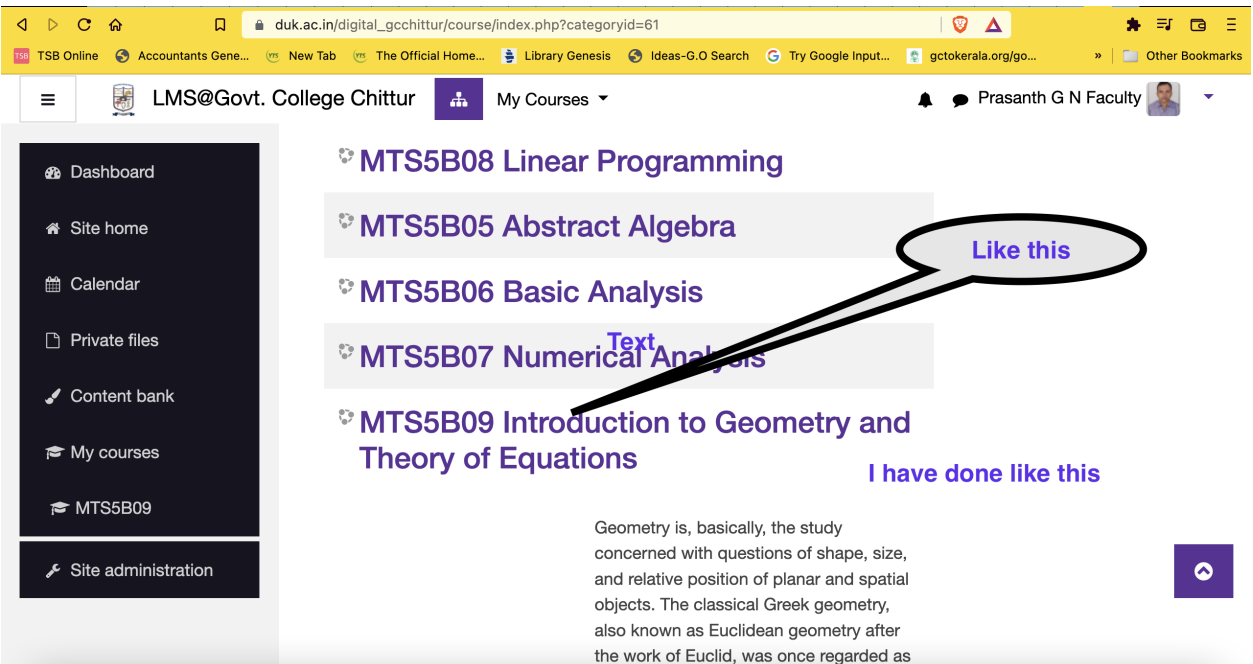 duk.ac.in/digital_gcchittur/course/index.php?categoryid=61
TSB TSB Online Accountants Gene... YTS New Tab YTS The Official Home... Library Genesis Ideas-G.O Search G Try Google Input... gctokerala.org/go... » Other Bookmarks
LMS@Govt. College Chittur My Courses Prasanth G N Faculty
Dashboard
Site home
Calendar
Private files
Content bank
My courses
MTS5B09
Site administration
MTS5B08 Linear Programming
MTS5B05 Abstract Algebra
Like this
MTS5B06 Basic Analysis
Text
MTS5B07 Numerical Analysis
MTS5B09 Introduction to Geometry and
Theory of Equations
I have done like this
Geometry is, basically, the study
concerned with questions of shape, size,
and relative position of planar and spatial
objects. The classical Greek geometry,
also known as Euclidean geometry after
the work of Euclid, was once regarded as